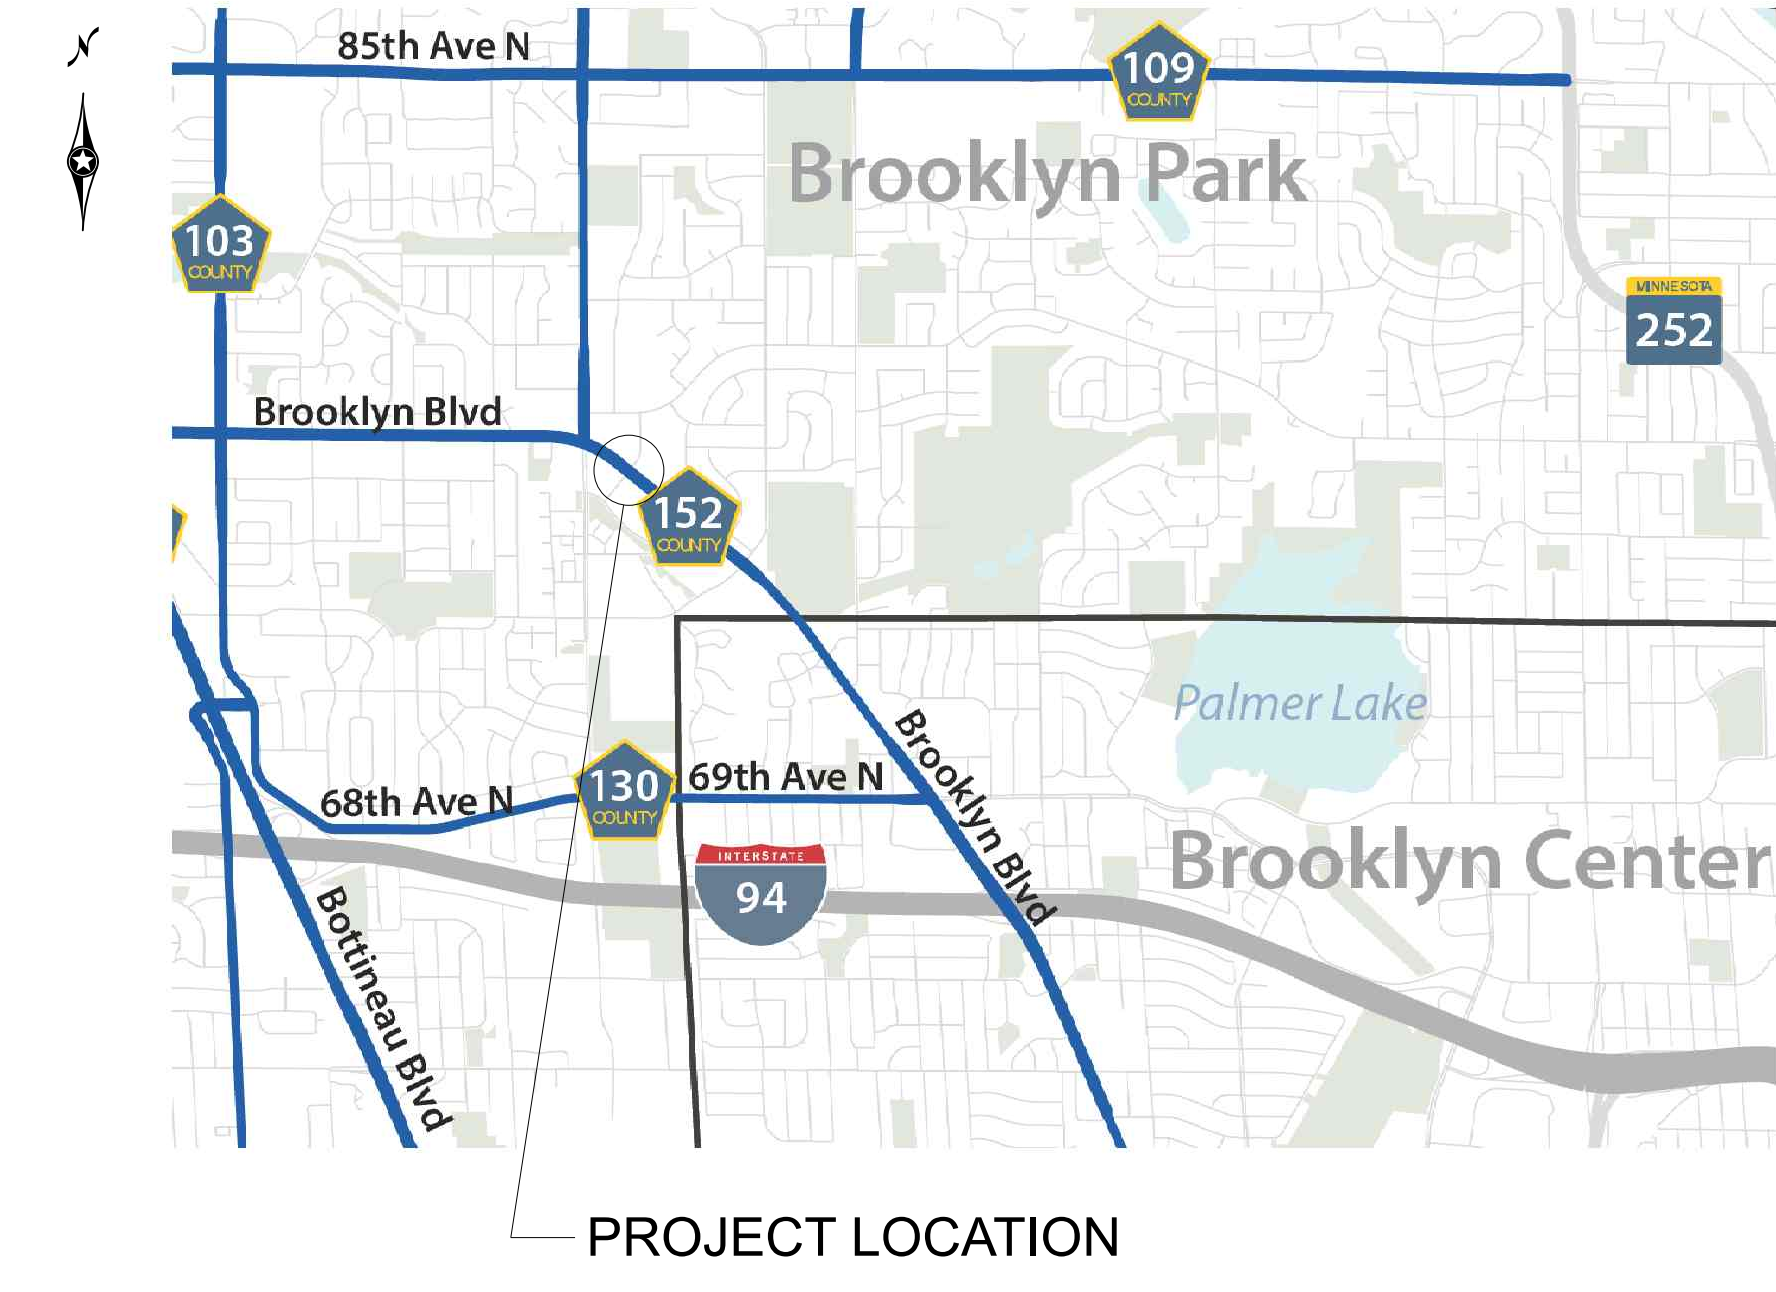 N
85th Ave N
109
COUNTY
Brooklyn Park
103
COUNTY
MINNESOTA
252
Brooklyn Blvd
152
COUNTY
Palmer Lake
Brooklyn Blvd
130
COUNTY
69th Ave N
68th Ave N
Brooklyn Center
INTERSTATE
94
Bottineau Blvd
PROJECT LOCATION